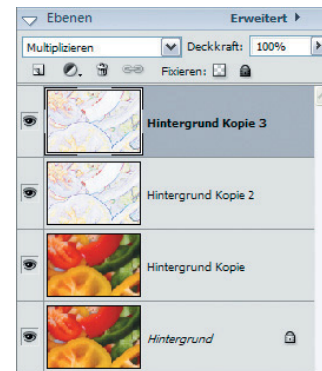 Ebenen Erweitert
Multiplizieren Deckkraft: 100%
Fixieren:
Hintergrund Kopie 3
Hintergrund Kopie 2
Hintergrund Kopie
Hintergrund